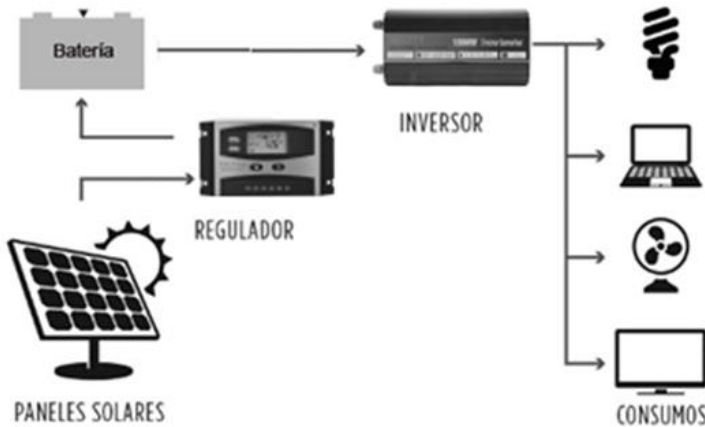 Batería
INVERSOR
REGULADOR
PANELES SOLARES
CONSUMOS